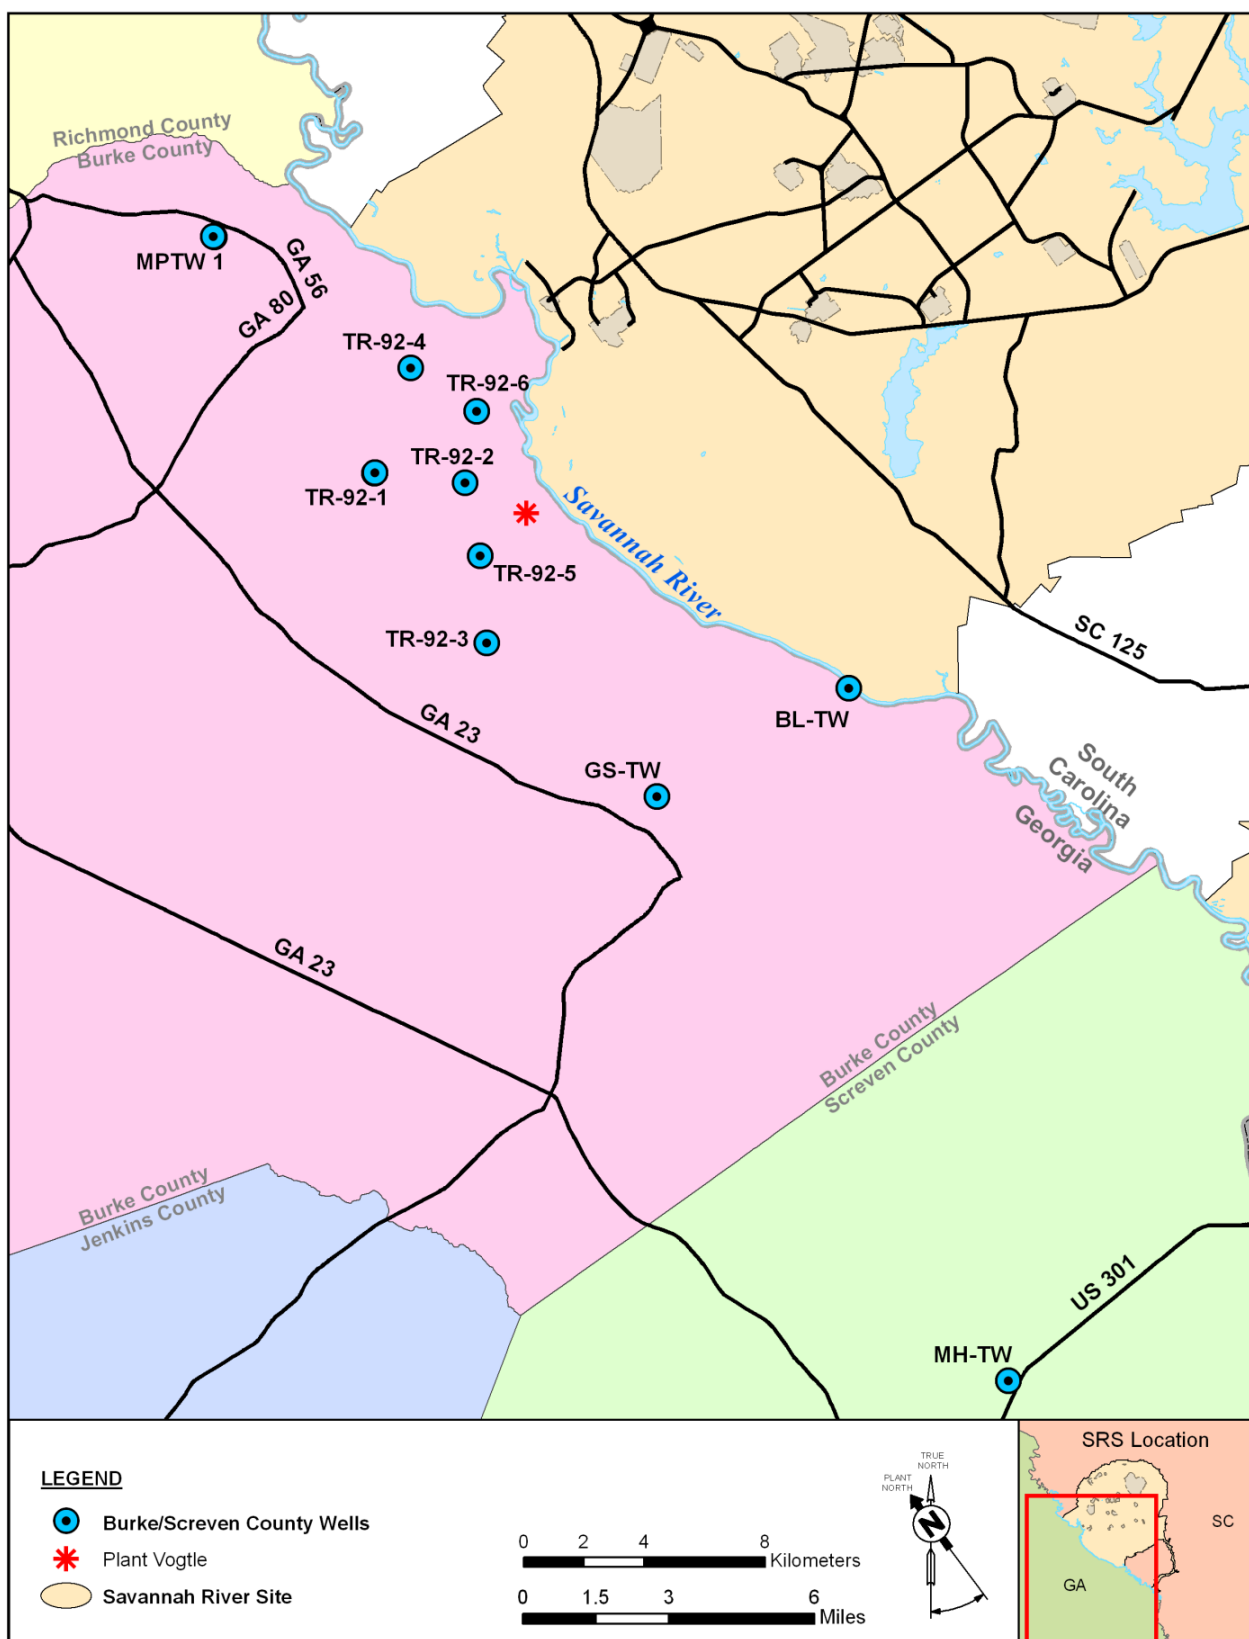 Richmond County
Burke County
MPTW 1
GA 56
GA 80
TR-92-4
TR-92-6
TR-92-2
TR-92-1
Savannah River
TR-92-5
TR-92-3
SC 125
BL-TW
GA 23
GS-TW
South
Carolina
Georgia
GA 23
Burke County
Screven County
Burke County
Jenkins County
US 301
MH-TW
LEGEND
Burke/Screven County Wells
Plant Vogtle
Savannah River Site
0 2 4 8
Kilometers
0 1.5 3 6
Miles
TRUE
NORTH
PLANT
NORTH
N
SRS Location
SC
GA